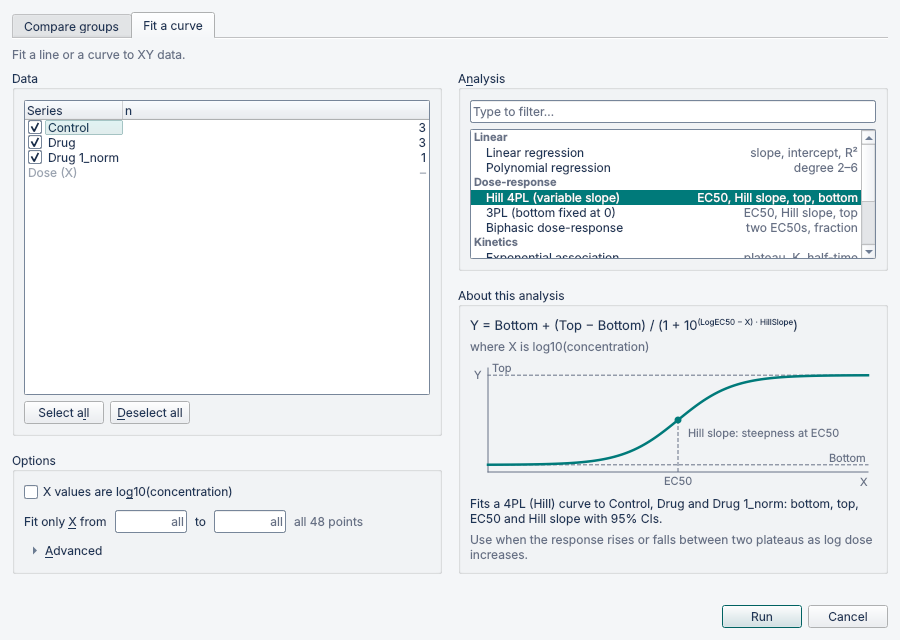 Compare groups
Fit a curve
Fit a line or a curve to XY data.
Data
Series n
Control 3
Drug 3
Drug 1_norm 1
Dose (X) –
Select all
Deselect all
Options
X values are log10(concentration)
Fit only X from all to all all 48 points
Advanced
Analysis
Type to filter...
Linear
Linear regression slope, intercept, R²
Polynomial regression degree 2–6
Dose-response
Hill 4PL (variable slope) EC50, Hill slope, top, bottom
3PL (bottom fixed at 0) EC50, Hill slope, top
Biphasic dose-response two EC50s, fraction
Kinetics
Exponential association plateau, K, half-time
About this analysis
Y = Bottom + (Top − Bottom) / (1 + 10^(LogEC50 − X) · HillSlope)
where X is log10(concentration)
Top
Y
Hill slope: steepness at EC50
Bottom
EC50
X
Fits a 4PL (Hill) curve to Control, Drug and Drug 1_norm: bottom, top,
EC50 and Hill slope with 95% CIs.
Use when the response rises or falls between two plateaus as log dose
increases.
Run
Cancel